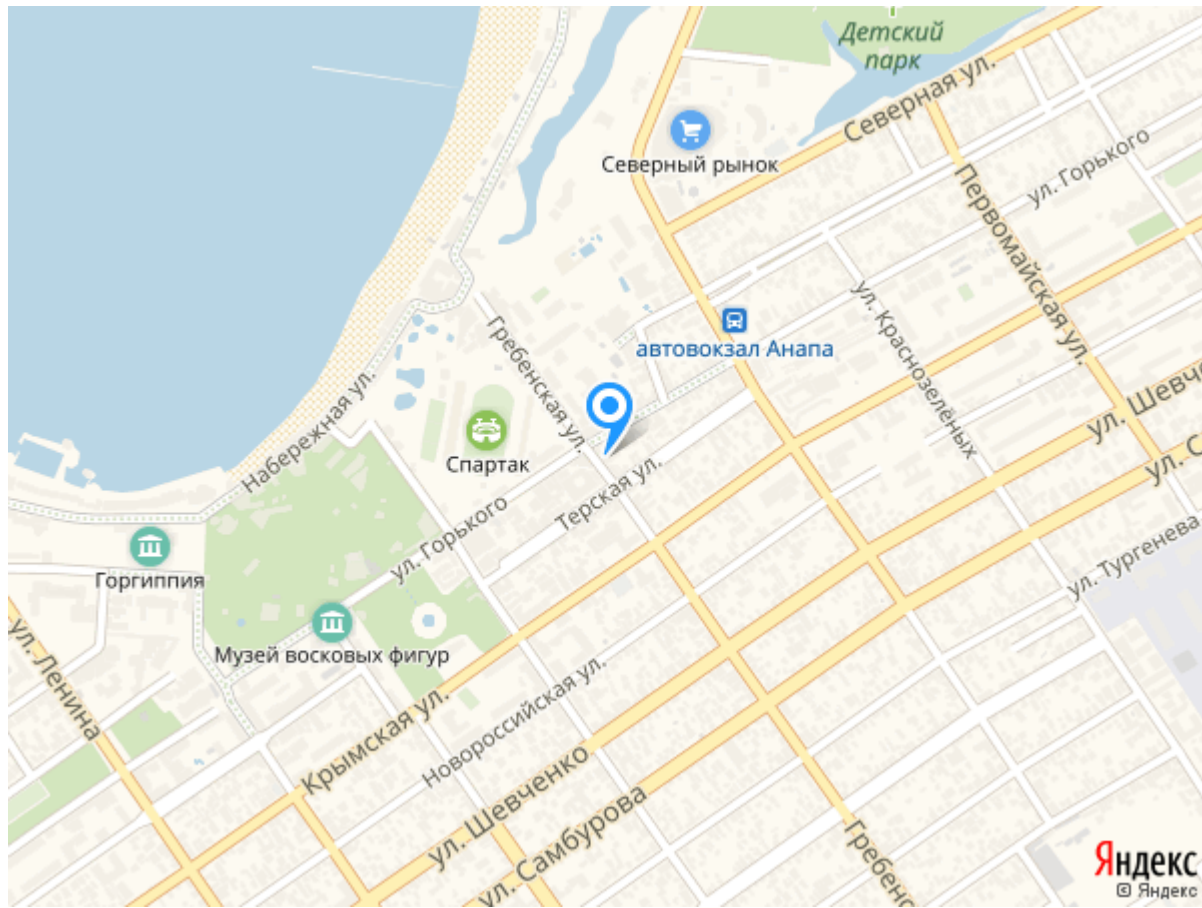 Детский
парк
Северная ул.
Северный рынок
ул. Горького
Первомайская ул.
ул. Краснозелёных
автовокзал Анапа
Гребенская ул.
Набережная ул.
Спартак
ул. Шевче
ул. С
Терская ул.
ул. Горького
Горгиппия
ул. Тургенева
Музей восковых фигур
ул. Ленина
Крымская ул.
Новороссийская ул.
ул. Шевченко
ул. Самбурова
Гребенс
Яндекс
© Яндекс